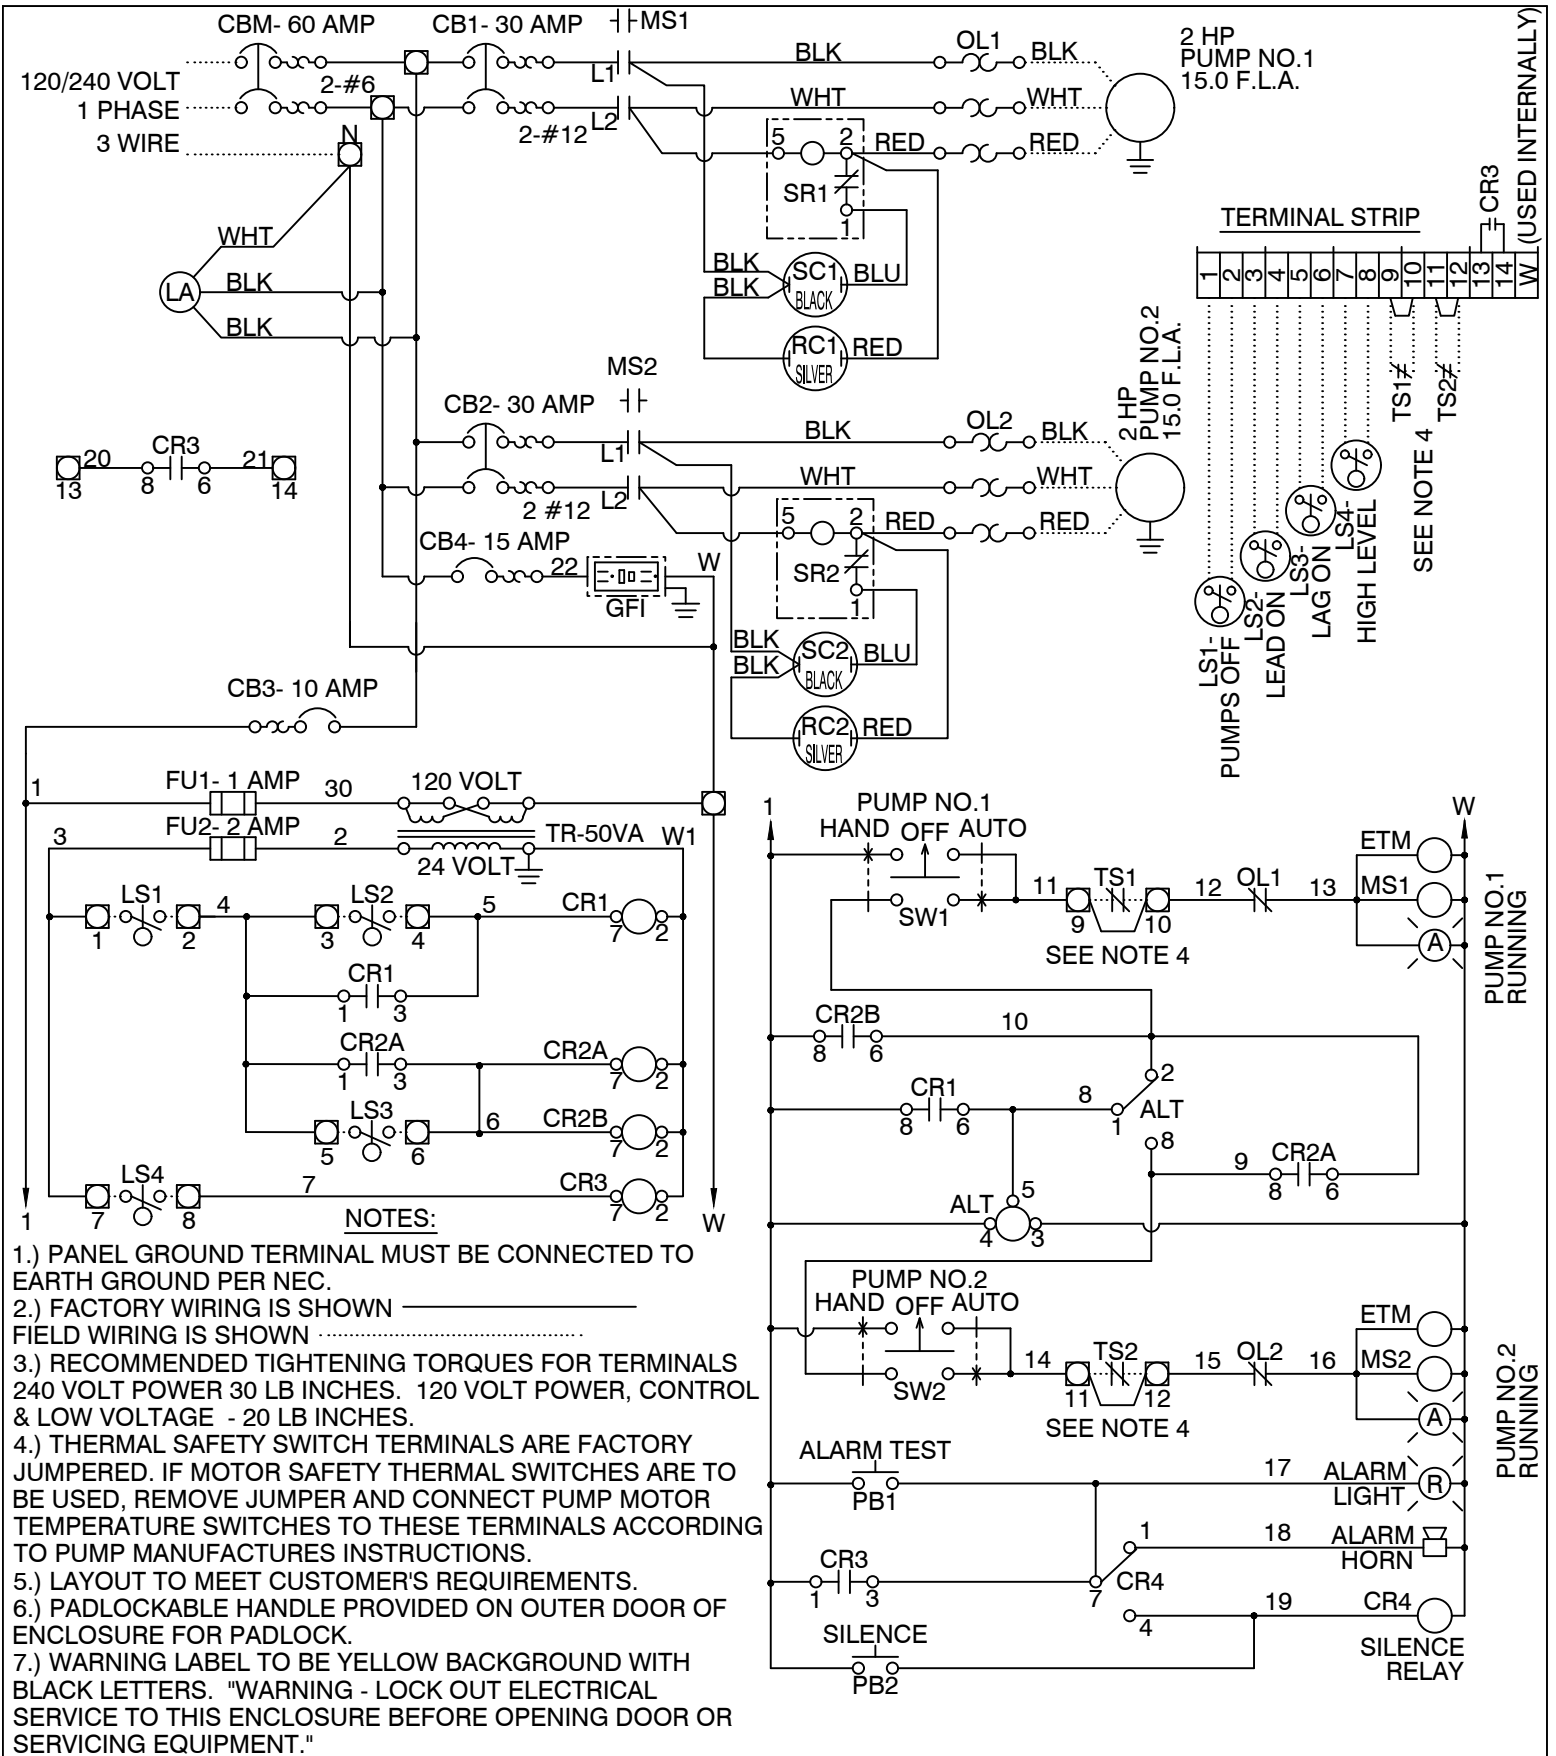 CBM- 60 AMP
CB1- 30 AMP
MS1
120/240 VOLT
1 PHASE
3 WIRE
2-#6
N
2-#12
L1
L2
BLK
WHT
OL1
BLK
WHT
RED
RED
2 HP
PUMP NO.1
15.0 F.L.A.
5
2
SR1
1
BLK
BLK
SC1
BLACK
BLU
RC1
SILVER
RED
WHT
LA
BLK
BLK
TERMINAL STRIP
CR3
(USED INTERNALLY)
1
2
3
4
5
6
7
8
9
10
11
12
13
14
W
TS1
TS2
SEE NOTE 4
LS1-
PUMPS OFF
LS2-
LEAD ON
LS3-
LAG ON
LS4-
HIGH LEVEL
MS2
CB2- 30 AMP
L1
L2
2 #12
BLK
WHT
OL2
BLK
WHT
RED
RED
2 HP
PUMP NO.2
15.0 F.L.A.
5
2
SR2
1
BLK
BLK
SC2
BLACK
BLU
RC2
SILVER
RED
20
CR3
21
13
8
6
14
CB4- 15 AMP
22
GFI
W
CB3- 10 AMP
1
FU1- 1 AMP
30
120 VOLT
3
FU2- 2 AMP
2
TR-50VA
W1
24 VOLT
LS1
4
LS2
5
CR1
1
2
3
4
7
2
CR1
1
3
CR2A
1
3
CR2A
7
2
LS3
6
CR2B
5
6
7
2
LS4
7
CR3
7
8
7
2
1
W
1
W
PUMP NO.1
HAND OFF AUTO
SW1
11
TS1
9
10
SEE NOTE 4
12
OL1
13
ETM
MS1
A
PUMP NO.1
RUNNING
CR2B
8
6
10
CR1
8
6
8
1
2
ALT
8
9
CR2A
8
6
ALT
5
4
3
PUMP NO.2
HAND OFF AUTO
SW2
14
TS2
11
12
SEE NOTE 4
15
OL2
16
ETM
MS2
A
PUMP NO.2
RUNNING
ALARM TEST
PB1
17
ALARM
LIGHT
R
1
18
ALARM
HORN
CR3
1
3
7
CR4
4
19
CR4
SILENCE
RELAY
SILENCE
PB2
NOTES:
1.) PANEL GROUND TERMINAL MUST BE CONNECTED TO
EARTH GROUND PER NEC.
2.) FACTORY WIRING IS SHOWN
FIELD WIRING IS SHOWN
3.) RECOMMENDED TIGHTENING TORQUES FOR TERMINALS
240 VOLT POWER 30 LB INCHES. 120 VOLT POWER, CONTROL
& LOW VOLTAGE - 20 LB INCHES.
4.) THERMAL SAFETY SWITCH TERMINALS ARE FACTORY
JUMPERED. IF MOTOR SAFETY THERMAL SWITCHES ARE TO
BE USED, REMOVE JUMPER AND CONNECT PUMP MOTOR
TEMPERATURE SWITCHES TO THESE TERMINALS ACCORDING
TO PUMP MANUFACTURES INSTRUCTIONS.
5.) LAYOUT TO MEET CUSTOMER'S REQUIREMENTS.
6.) PADLOCKABLE HANDLE PROVIDED ON OUTER DOOR OF
ENCLOSURE FOR PADLOCK.
7.) WARNING LABEL TO BE YELLOW BACKGROUND WITH
BLACK LETTERS. "WARNING - LOCK OUT ELECTRICAL
SERVICE TO THIS ENCLOSURE BEFORE OPENING DOOR OR
SERVICING EQUIPMENT."